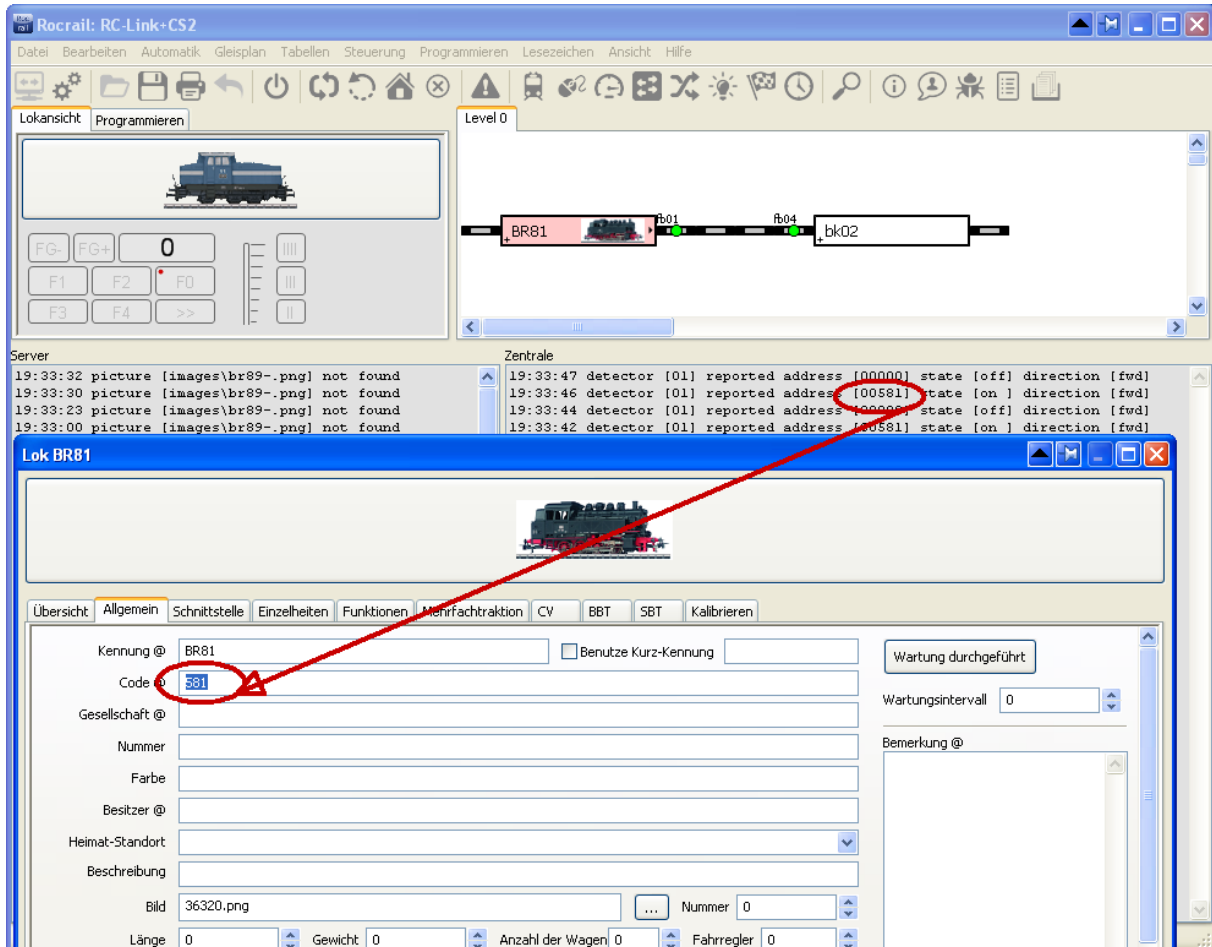 Rocrail: RC-Link+CS2
Datei Bearbeiten Automatik Gleisplan Tabellen Steuerung Programmieren Lesezeichen Ansicht Hilfe
Lokansicht Programmieren
Level 0
FG- FG+ 0
F1 F2 F0
F3 F4 >>
IIII
III
II
BR81 fb01 fb04 bk02
Server
19:33:32 picture [images\br89-.png] not found
19:33:30 picture [images\br89-.png] not found
19:33:23 picture [images\br89-.png] not found
19:33:00 picture [images\br89-.png] not found
Zentrale
19:33:47 detector [01] reported address [00000] state [off] direction [fwd]
19:33:46 detector [01] reported address [00581] state [on ] direction [fwd]
19:33:44 detector [01] reported address [00000] state [off] direction [fwd]
19:33:42 detector [01] reported address [00581] state [on ] direction [fwd]
Lok BR81
Übersicht Allgemein Schnittstelle Einzelheiten Funktionen Mehrfachtraktion CV BBT SBT Kalibrieren
Kennung @ BR81 Benutze Kurz-Kennung
Code @ 581
Gesellschaft @
Nummer
Farbe
Besitzer @
Heimat-Standort
Beschreibung
Bild 36320.png ... Nummer 0
Länge 0 Gewicht 0 Anzahl der Wagen 0 Fahrregler 0
Wartung durchgeführt
Wartungsintervall 0
Bemerkung @